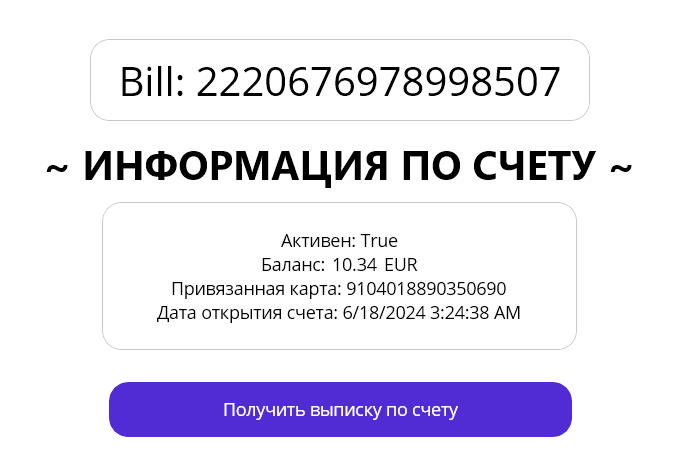 Bill: 2220676978998507
~ ИНФОРМАЦИЯ ПО СЧЕТУ ~
Активен: True
Баланс: 10.34 EUR
Привязанная карта: 9104018890350690
Дата открытия счета: 6/18/2024 3:24:38 AM
Получить выписку по счету